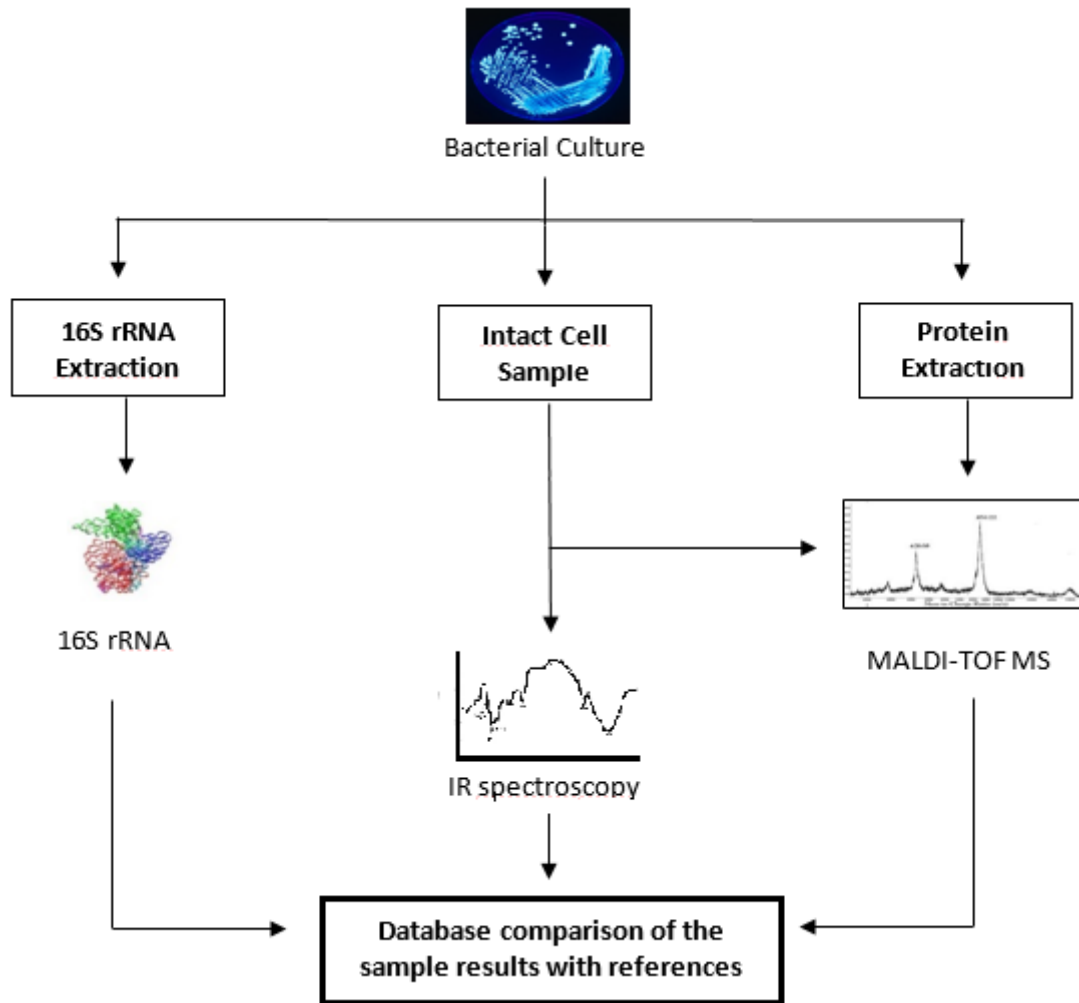 Bacterial Culture
16S rRNA
Extraction
Intact Cell
Sample
Protein
Extraction
16S rRNA
MALDI-TOF MS
IR spectroscopy
Database comparison of the
sample results with references